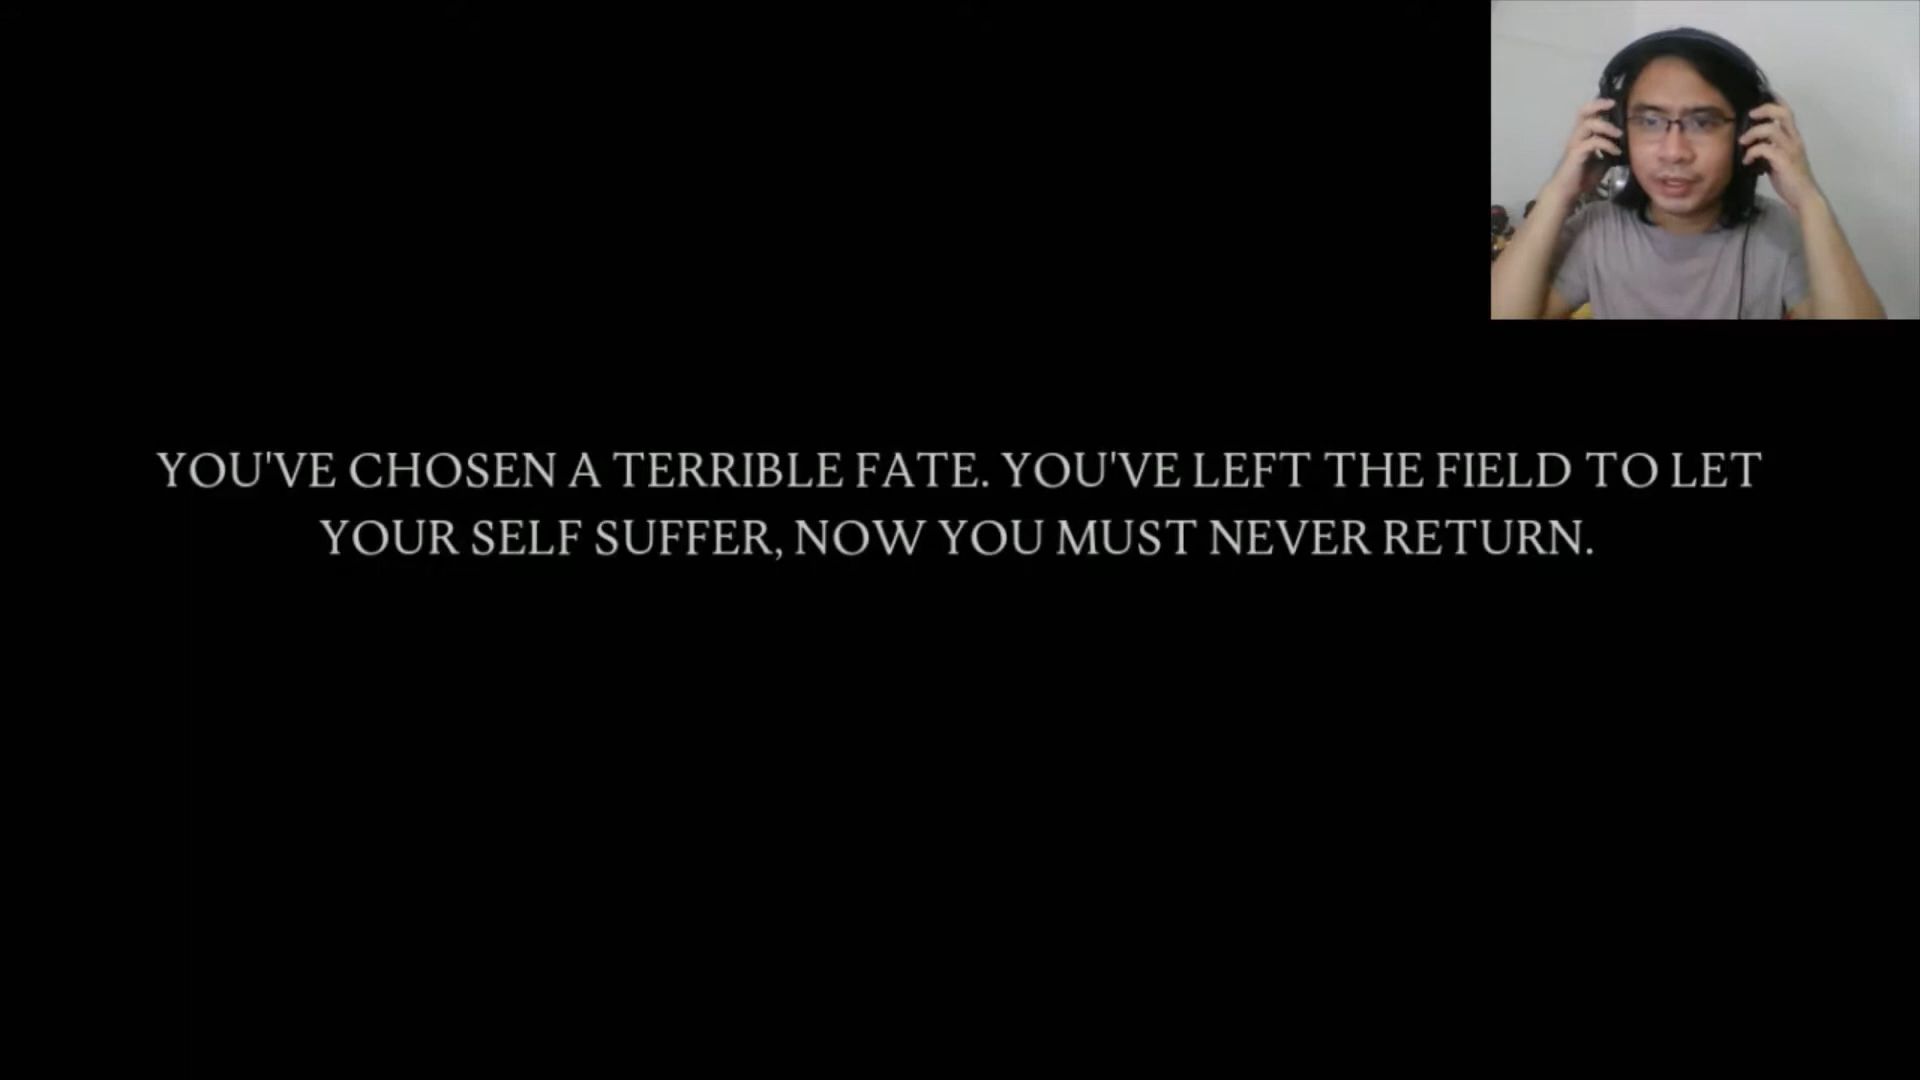 YOU'VE CHOSEN A TERRIBLE FATE. YOU'VE LEFT THE FIELD TO LET
YOUR SELF SUFFER, NOW YOU MUST NEVER RETURN.